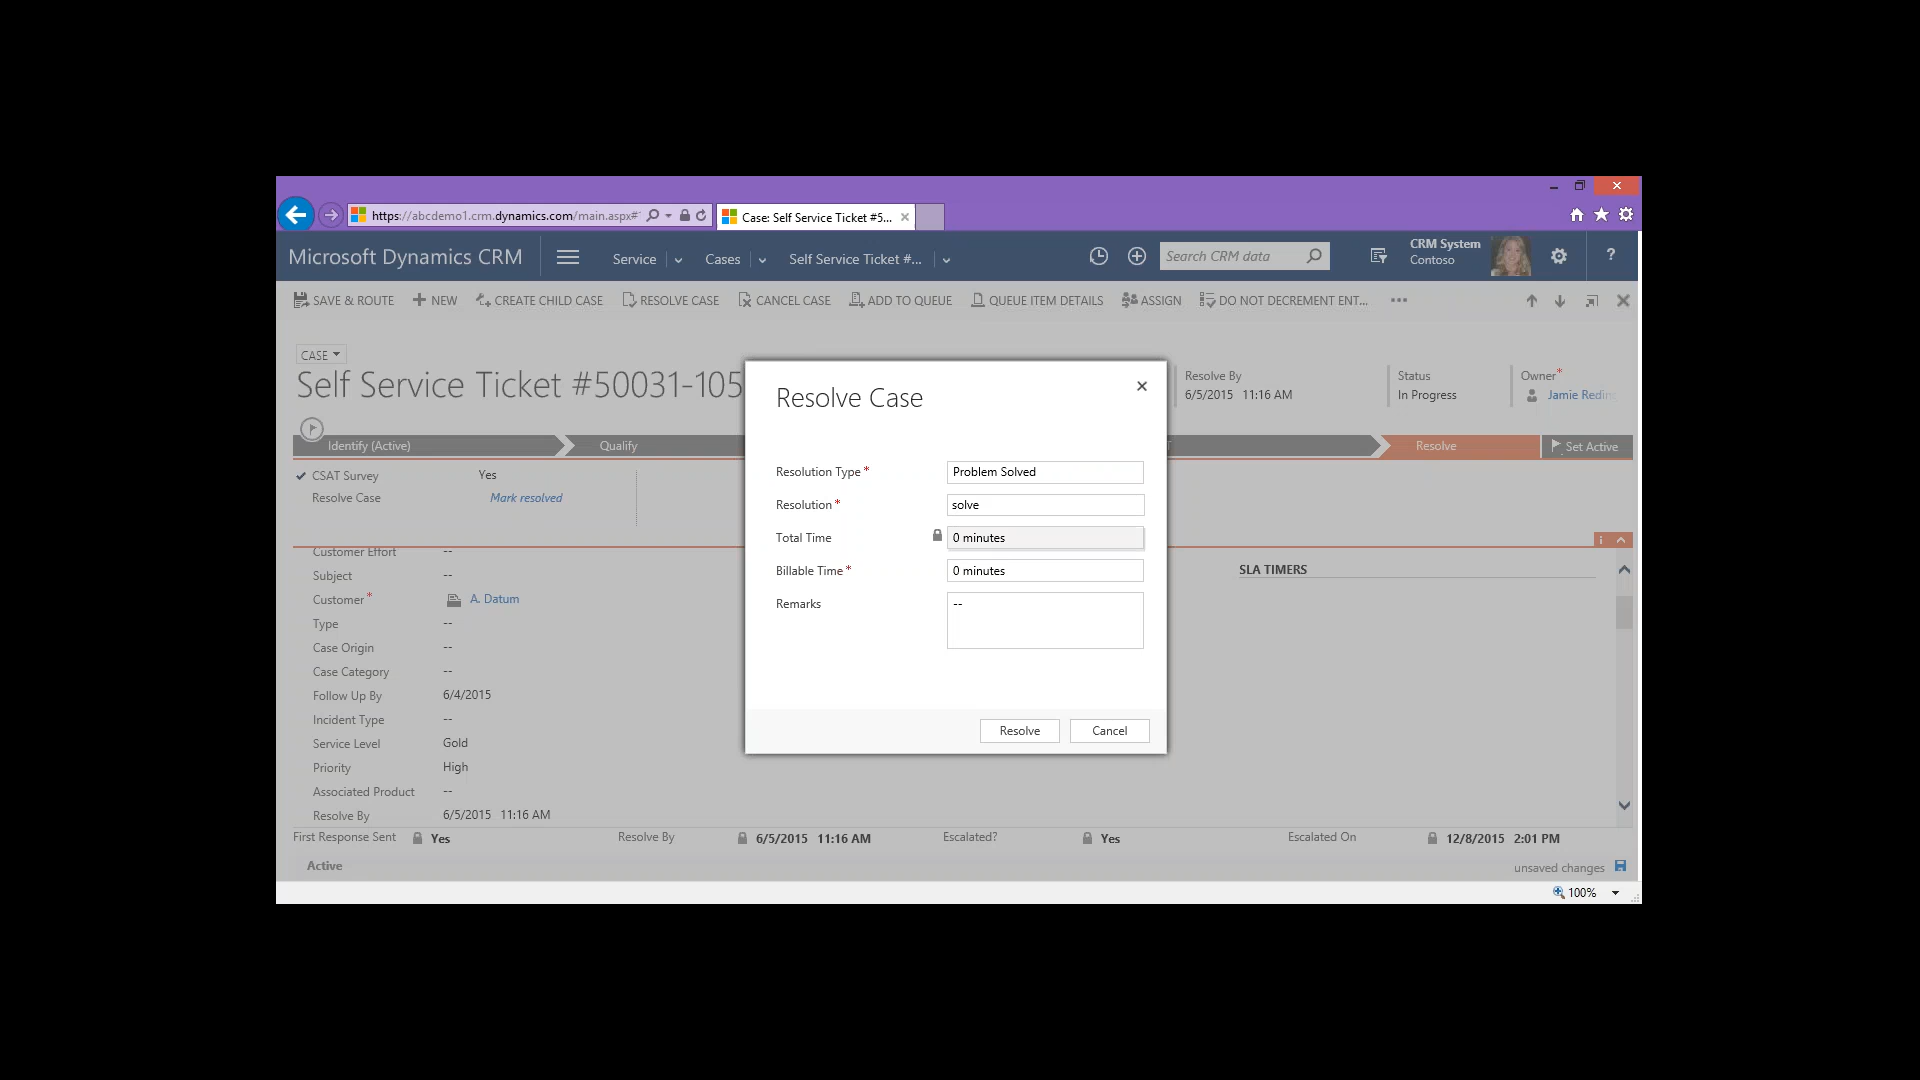 https://abcdemo1.crm.dynamics.com/main.aspx#
Case: Self Service Ticket #5...
Microsoft Dynamics CRM
Service
Cases
Self Service Ticket #...
Search CRM data
CRM System
Contoso
?
SAVE & ROUTE
NEW
CREATE CHILD CASE
RESOLVE CASE
CANCEL CASE
ADD TO QUEUE
QUEUE ITEM DETAILS
ASSIGN
DO NOT DECREMENT ENT...
CASE
Self Service Ticket #50031-105
Resolve By
6/5/2015 11:16 AM
Status
In Progress
Owner*
Jamie Redin
Identify (Active)
Qualify
Resolve
Set Active
CSAT Survey
Yes
Resolve Case
Mark resolved
Customer Effort
--
Subject
--
Customer*
A. Datum
Type
--
Case Origin
--
Case Category
--
Follow Up By
6/4/2015
Incident Type
--
Service Level
Gold
Priority
High
Associated Product
--
Resolve By
6/5/2015 11:16 AM
SLA TIMERS
Resolve Case
Resolution Type*
Problem Solved
Resolution*
solve
Total Time
0 minutes
Billable Time*
0 minutes
Remarks
--
Resolve
Cancel
First Response Sent
Yes
Resolve By
6/5/2015 11:16 AM
Escalated?
Yes
Escalated On
12/8/2015 2:01 PM
Active
unsaved changes
100%